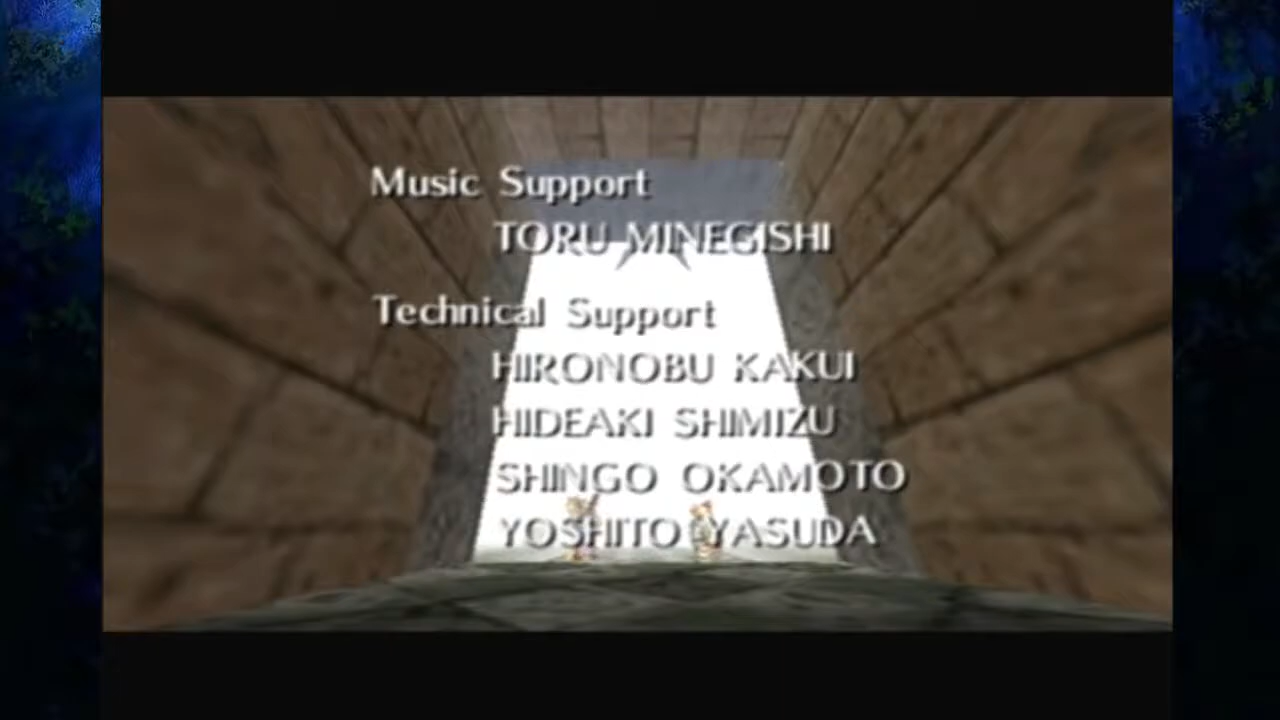 Music Support
TORU MINEGISHI
Technical Support
HIRONOBU KAKUI
HIDEAKI SHIMIZU
SHINGO OKAMOTO
YOSHITO YASUDA